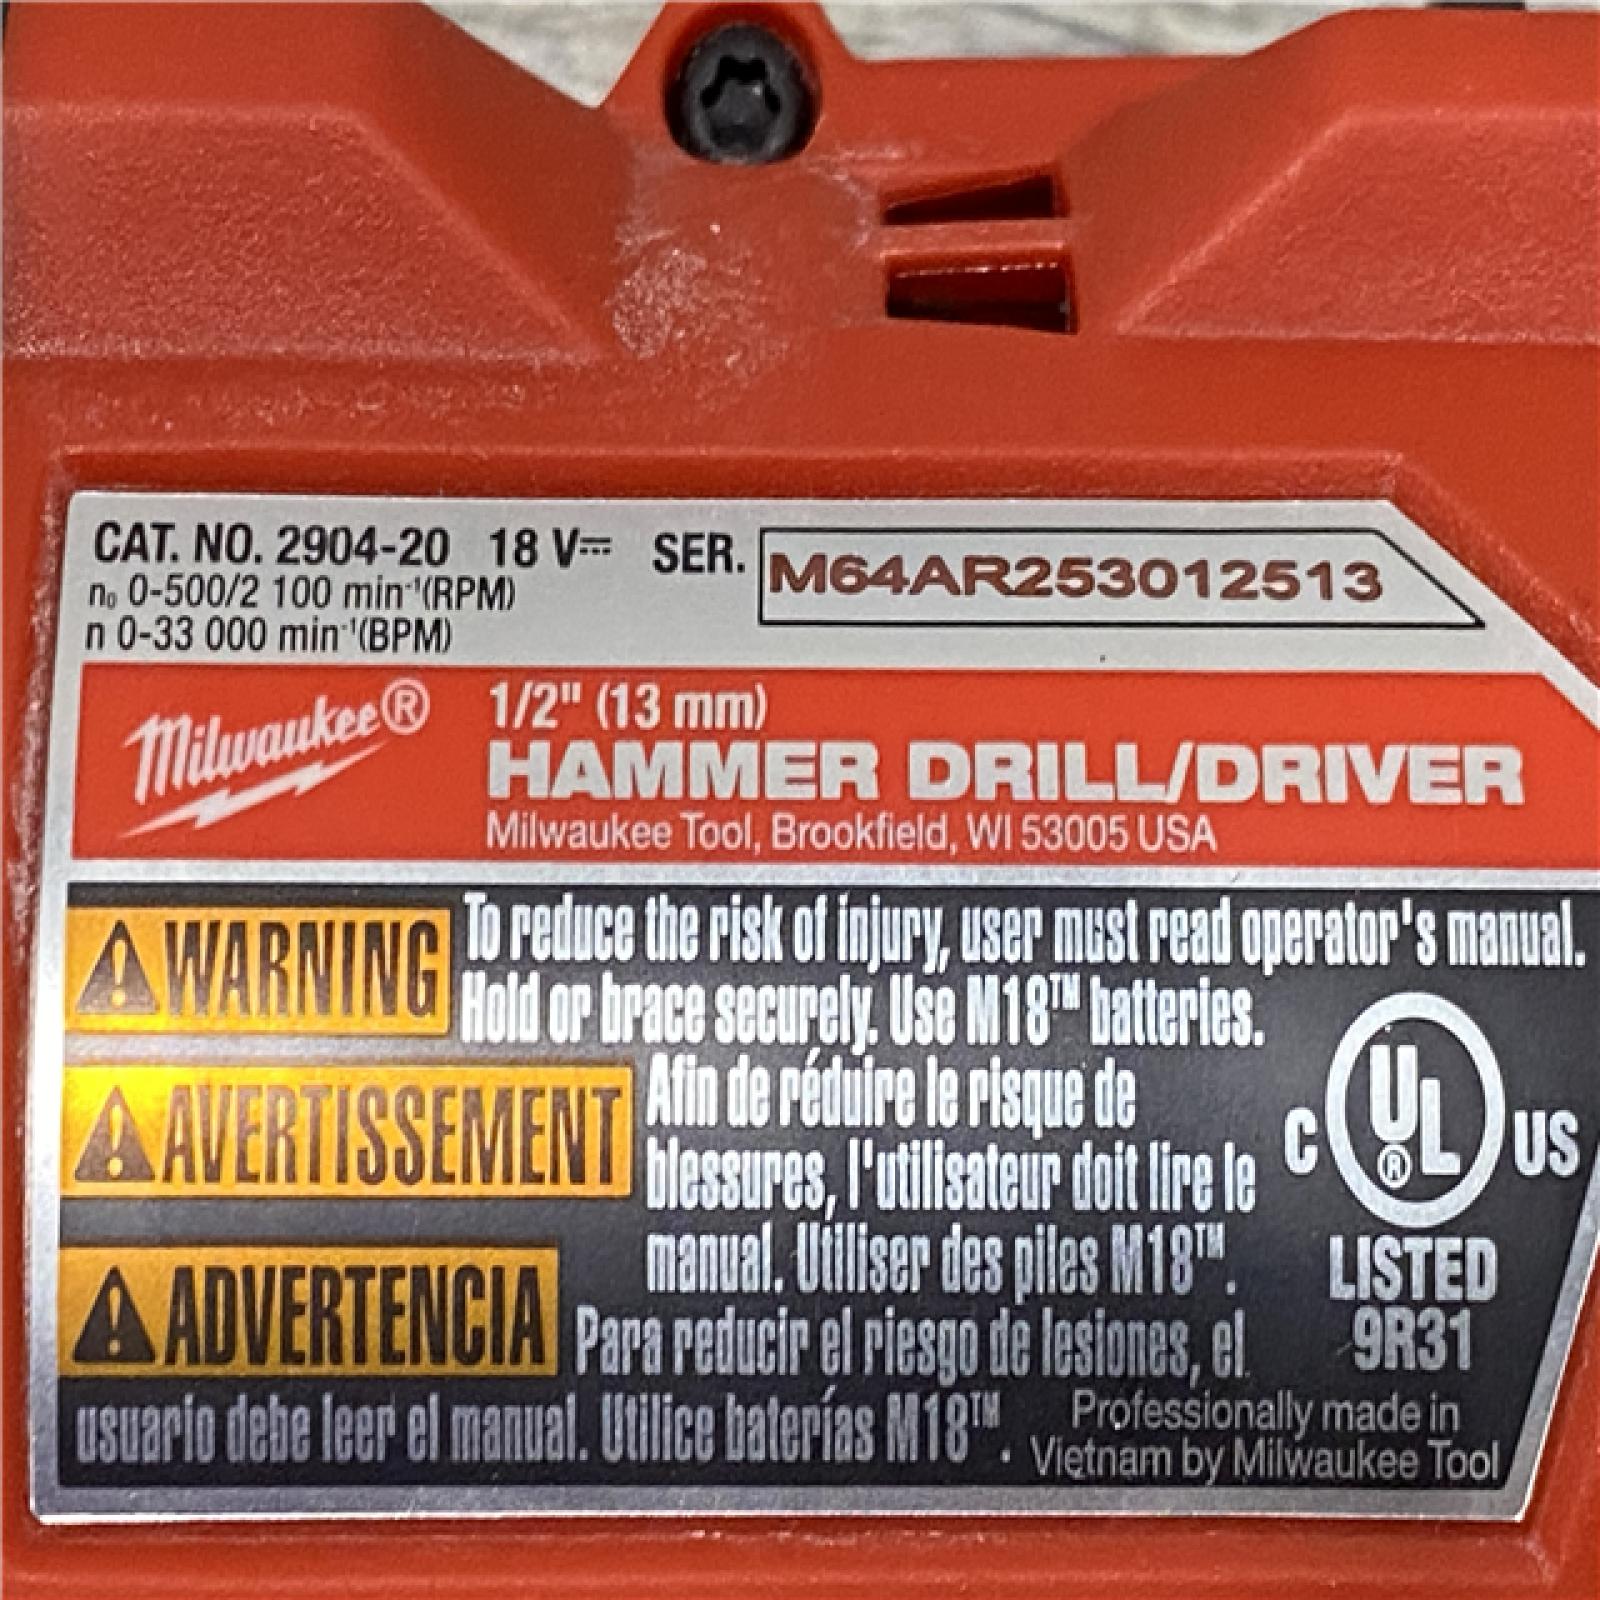 CAT. NO. 2904-20 18 V⎓ SER. M64AR253012513
n₀ 0-500/2 100 min⁻¹(RPM)
n 0-33 000 min⁻¹(BPM)
Milwaukee®
1/2" (13 mm)
HAMMER DRILL/DRIVER
Milwaukee Tool, Brookfield, WI 53005 USA
WARNING To reduce the risk of injury, user must read operator's manual.
Hold or brace securely. Use M18™ batteries.
AVERTISSEMENT Afin de réduire le risque de
blessures, l'utilisateur doit lire le
manual. Utiliser des piles M18™.
ADVERTENCIA Para reducir el riesgo de lesiones, el
usuario debe leer el manual. Utilice baterías M18™.
C UL® US
LISTED
9R31
Professionally made in
Vietnam by Milwaukee Tool